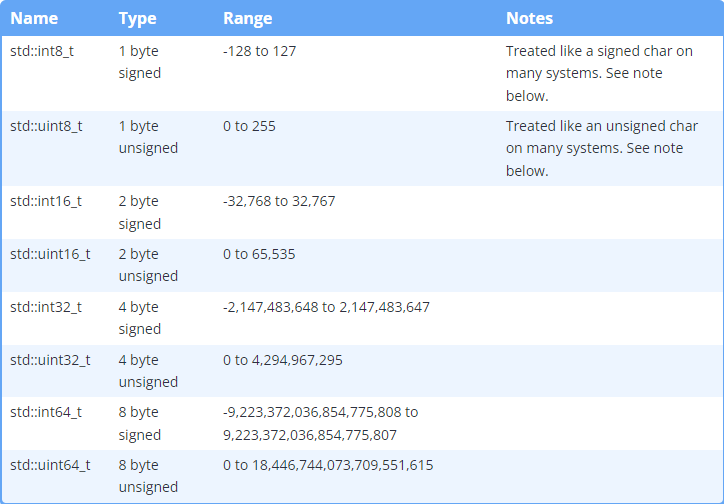 Name Type Range Notes
std::int8_t 1 byte -128 to 127 Treated like a signed char on
signed many systems. See note
below.
std::uint8_t 1 byte 0 to 255 Treated like an unsigned char
unsigned on many systems. See note
below.
std::int16_t 2 byte -32,768 to 32,767
signed
std::uint16_t 2 byte 0 to 65,535
unsigned
std::int32_t 4 byte -2,147,483,648 to 2,147,483,647
signed
std::uint32_t 4 byte 0 to 4,294,967,295
unsigned
std::int64_t 8 byte -9,223,372,036,854,775,808 to
signed 9,223,372,036,854,775,807
std::uint64_t 8 byte 0 to 18,446,744,073,709,551,615
unsigned